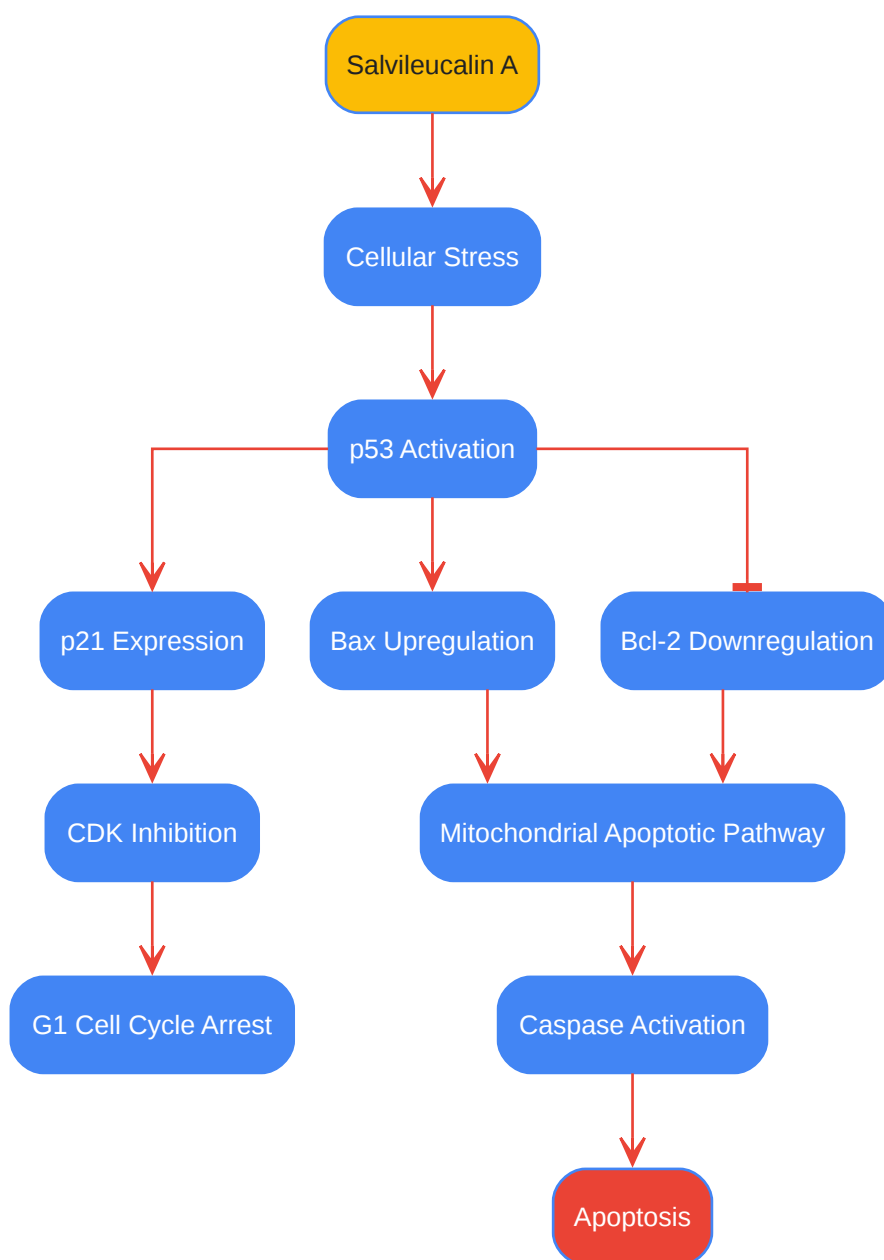 Salvileucalin A
Cellular Stress
p53 Activation
p21 Expression
Bax Upregulation
Bcl-2 Downregulation
CDK Inhibition
Mitochondrial Apoptotic Pathway
G1 Cell Cycle Arrest
Caspase Activation
Apoptosis